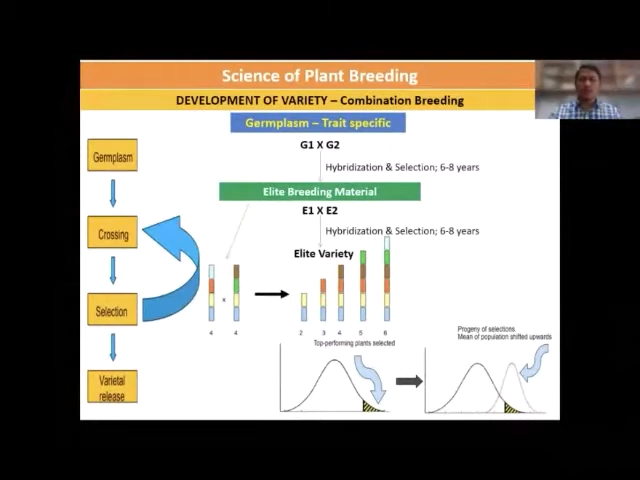 Science of Plant Breeding
DEVELOPMENT OF VARIETY – Combination Breeding
Germplasm – Trait specific
G1 X G2
Hybridization & Selection; 6-8 years
Elite Breeding Material
E1 X E2
Hybridization & Selection; 6-8 years
Elite Variety
Germplasm
Crossing
Selection
Varietal
release
x
4 4 2 3 4 5 6
Top-performing plants selected
Progeny of selections
Mean of population shifted upwards